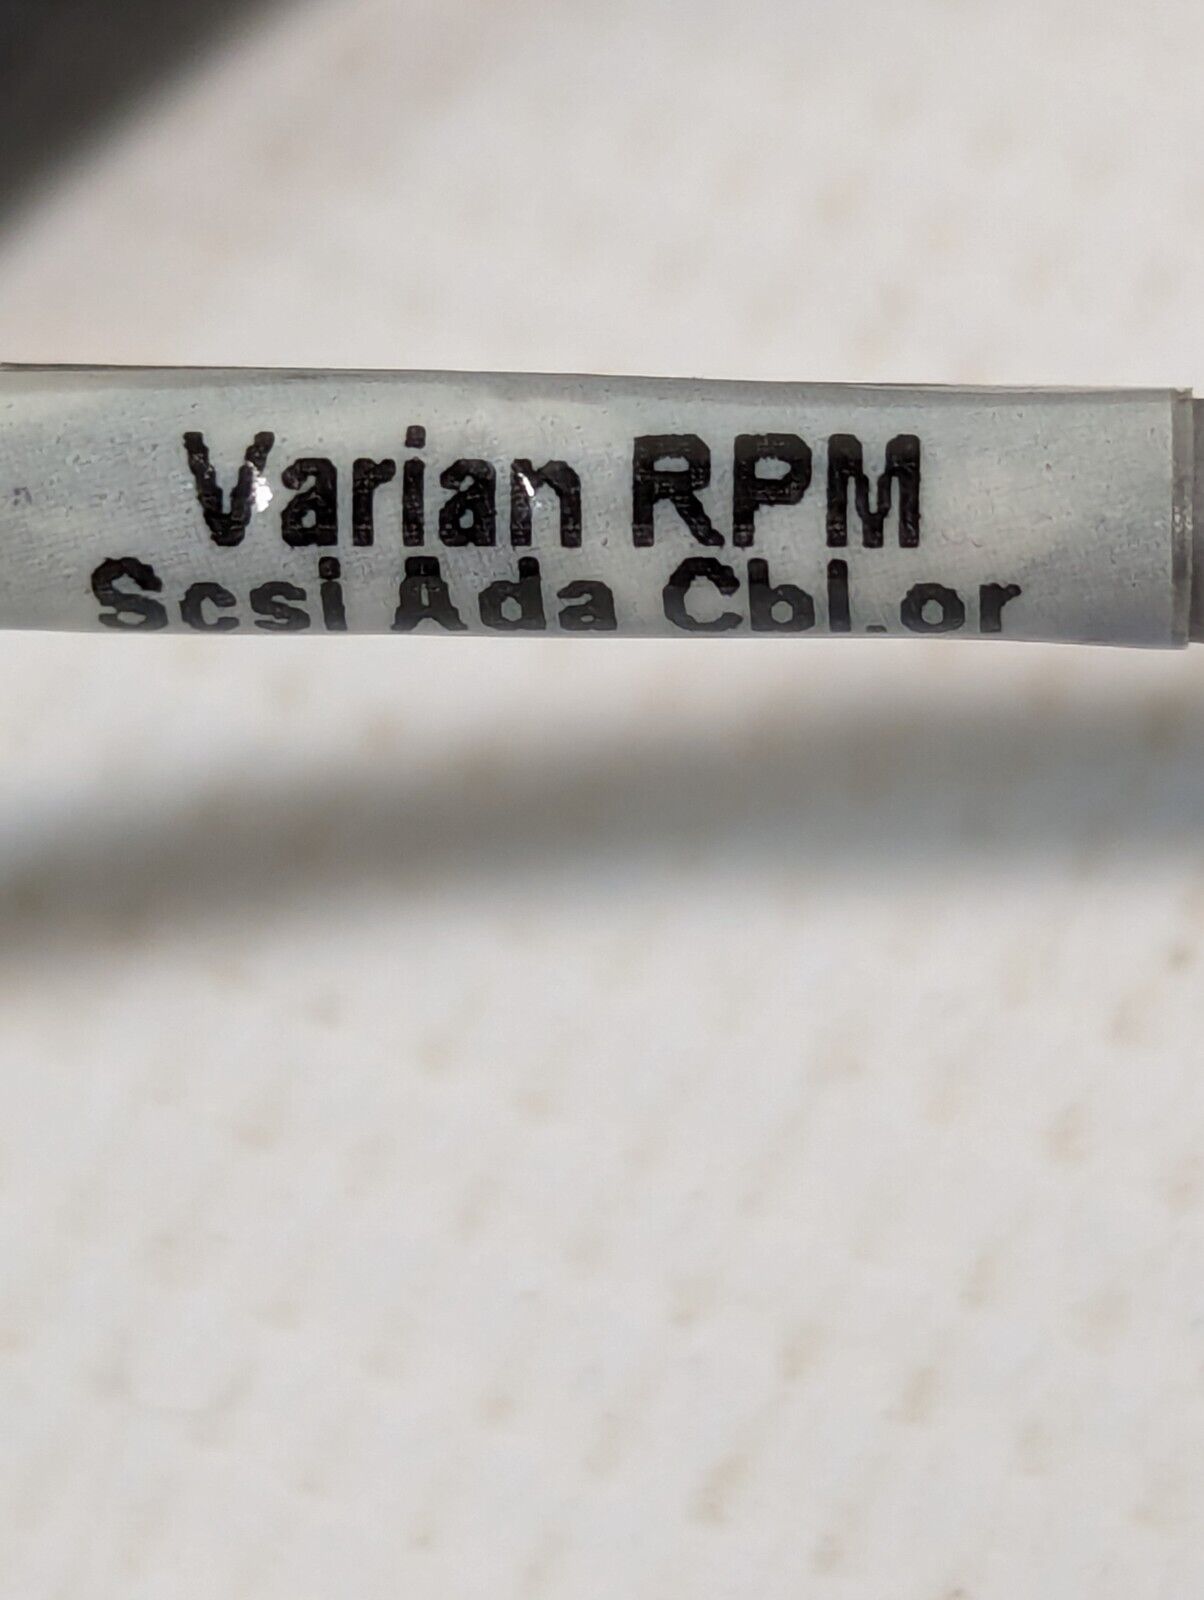 Varian RPM
Scsi Ada Cbl.or